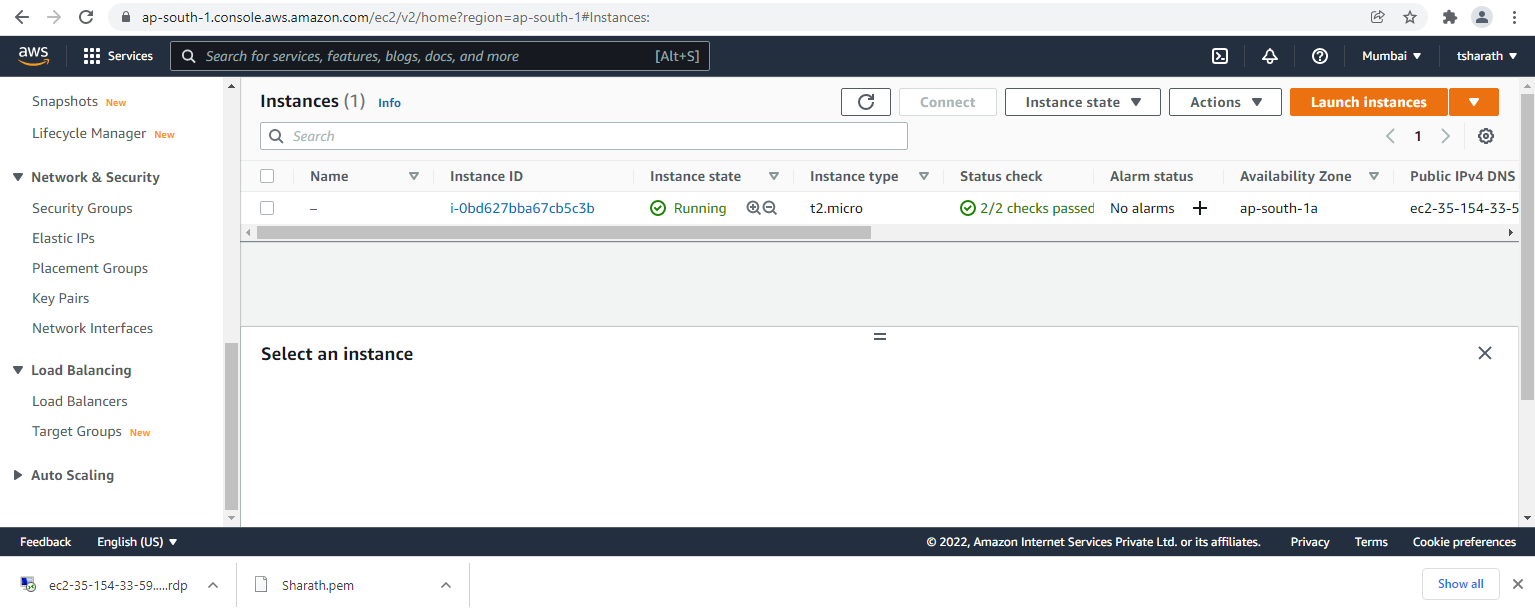 ap-south-1.console.aws.amazon.com/ec2/v2/home?region=ap-south-1#Instances:
aws Services Search for services, features, blogs, docs, and more [Alt+S] Mumbai tsharath
Snapshots New
Lifecycle Manager New
Network & Security
Security Groups
Elastic IPs
Placement Groups
Key Pairs
Network Interfaces
Load Balancing
Load Balancers
Target Groups New
Auto Scaling
Instances (1) Info Connect Instance state Actions Launch instances
Search 1
Name Instance ID Instance state Instance type Status check Alarm status Availability Zone Public IPv4 DNS
– i-0bd627bba67cb5c3b Running t2.micro 2/2 checks passed No alarms + ap-south-1a ec2-35-154-33-5
Select an instance
Feedback English (US) © 2022, Amazon Internet Services Private Ltd. or its affiliates. Privacy Terms Cookie preferences
ec2-35-154-33-59.....rdp Sharath.pem Show all